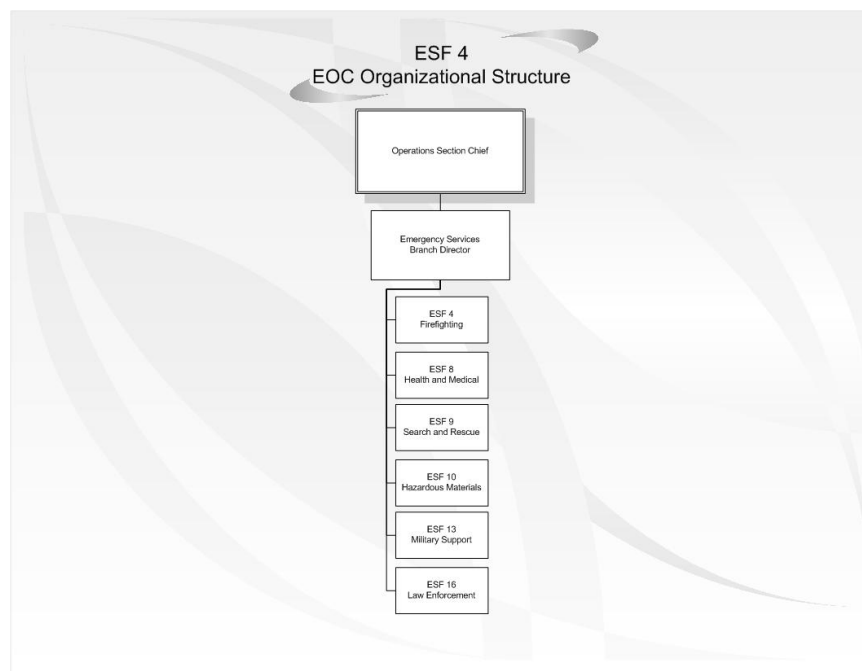 ESF 4
EOC Organizational Structure
Operations Section Chief
Emergency Services
Branch Director
ESF 4
Firefighting
ESF 8
Health and Medical
ESF 9
Search and Rescue
ESF 10
Hazardous Materials
ESF 13
Military Support
ESF 16
Law Enforcement